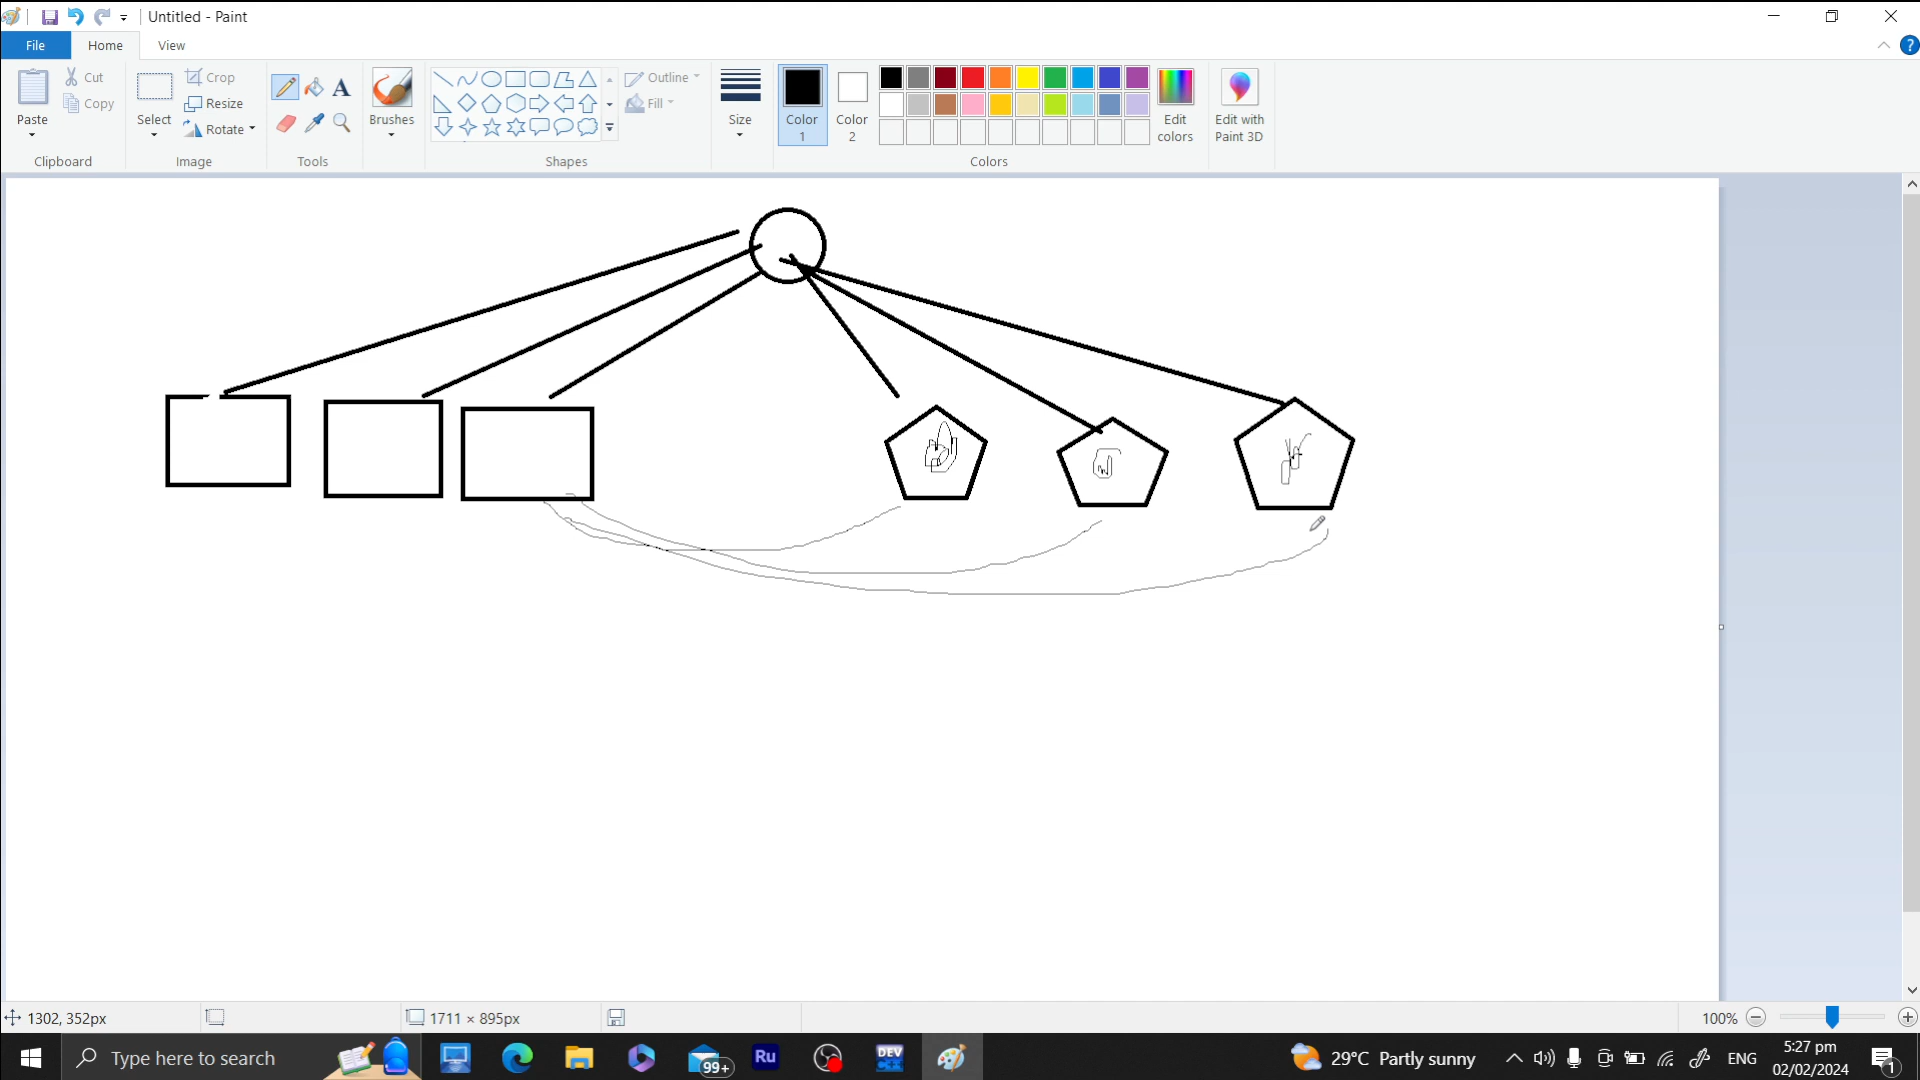 Untitled - Paint
File Home View
Paste Cut Copy
Clipboard
Select Crop Resize Rotate
Image
Tools
Brushes
Outline Fill
Shapes
Size
Color 1 Color 2
Edit colors
Colors
Edit with Paint 3D
1302, 352px 1711 × 895px 100%
Type here to search 99+ Ru DEV C++ 29°C Partly sunny ENG 5:27 pm 02/02/2024 1